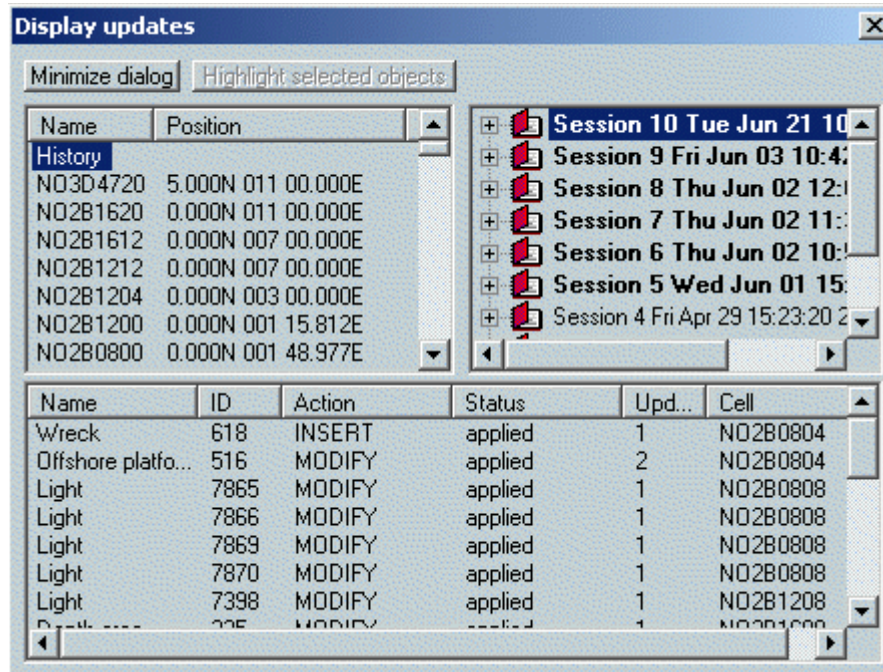 Display updates
Minimize dialog Highlight selected objects
Name Position
History
NO3D4720 5.000N 011 00.000E
NO2B1620 0.000N 011 00.000E
NO2B1612 0.000N 007 00.000E
NO2B1212 0.000N 007 00.000E
NO2B1204 0.000N 003 00.000E
NO2B1200 0.000N 001 15.812E
NO2B0800 0.000N 001 48.977E
Session 10 Tue Jun 21 10
Session 9 Fri Jun 03 10:42
Session 8 Thu Jun 02 12:
Session 7 Thu Jun 02 11:
Session 6 Thu Jun 02 10:
Session 5 Wed Jun 01 15:
Session 4 Fri Apr 29 15:23:20 2
Name ID Action Status Upd... Cell
Wreck 618 INSERT applied 1 NO2B0804
Offshore platfo... 516 MODIFY applied 2 NO2B0804
Light 7865 MODIFY applied 1 NO2B0808
Light 7866 MODIFY applied 1 NO2B0808
Light 7869 MODIFY applied 1 NO2B0808
Light 7870 MODIFY applied 1 NO2B0808
Light 7398 MODIFY applied 1 NO2B1208